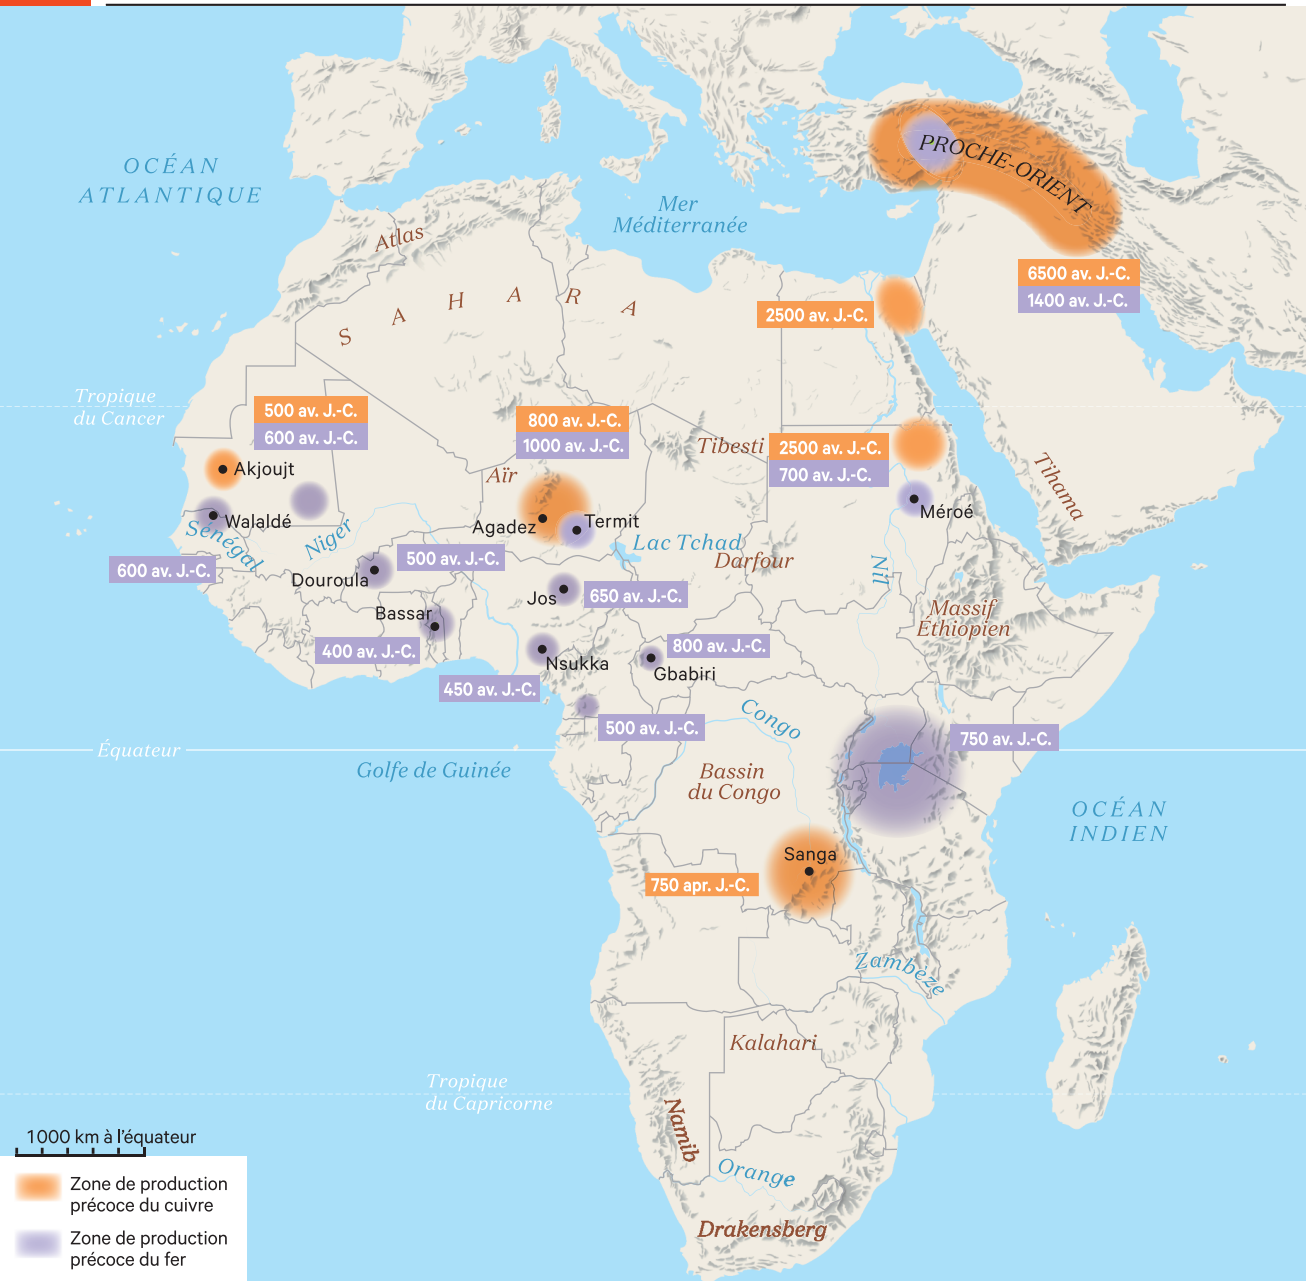 OCÉAN
ATLANTIQUE
PROCHE-ORIENT
Mer
Méditerranée
Atlas
6500 av. J.-C.
1400 av. J.-C.
S A H A R A
2500 av. J.-C.
Tropique
du Cancer
500 av. J.-C.
600 av. J.-C.
800 av. J.-C.
1000 av. J.-C.
Tibesti
2500 av. J.-C.
700 av. J.-C.
Akjoujt
Aïr
Tihama
Walaldé
Agadez
Termit
Méroé
Sénégal
Niger
Lac Tchad
Darfour
Nil
600 av. J.-C.
500 av. J.-C.
Douroula
Jos
650 av. J.-C.
Massif
Éthiopien
Bassar
400 av. J.-C.
Nsukka
800 av. J.-C.
Gbabiri
450 av. J.-C.
500 av. J.-C.
Congo
750 av. J.-C.
Équateur
Golfe de Guinée
Bassin
du Congo
OCÉAN
INDIEN
Sanga
750 apr. J.-C.
Zambèze
Kalahari
Tropique
du Capricorne
Namib
Orange
Drakensberg
1000 km à l’équateur
Zone de production
précoce du cuivre
Zone de production
précoce du fer